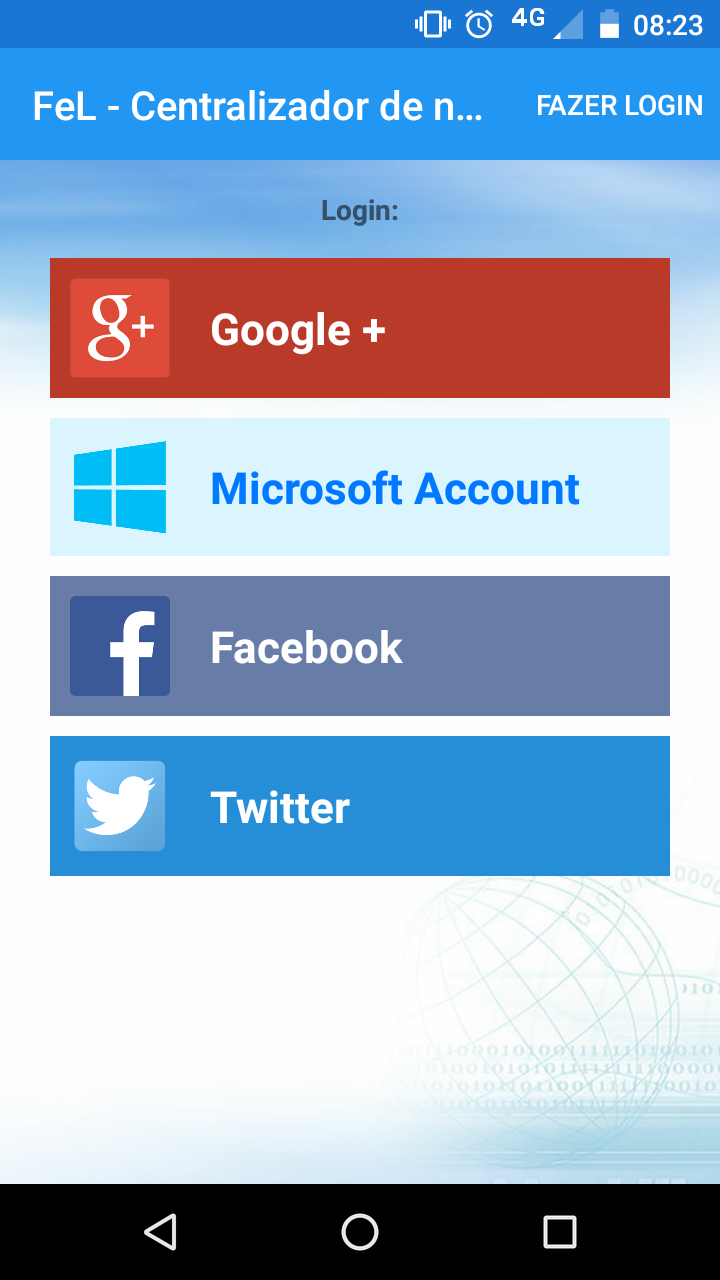 4G 08:23
FeL - Centralizador de n... FAZER LOGIN
Login:
g+ Google +
Microsoft Account
f Facebook
Twitter